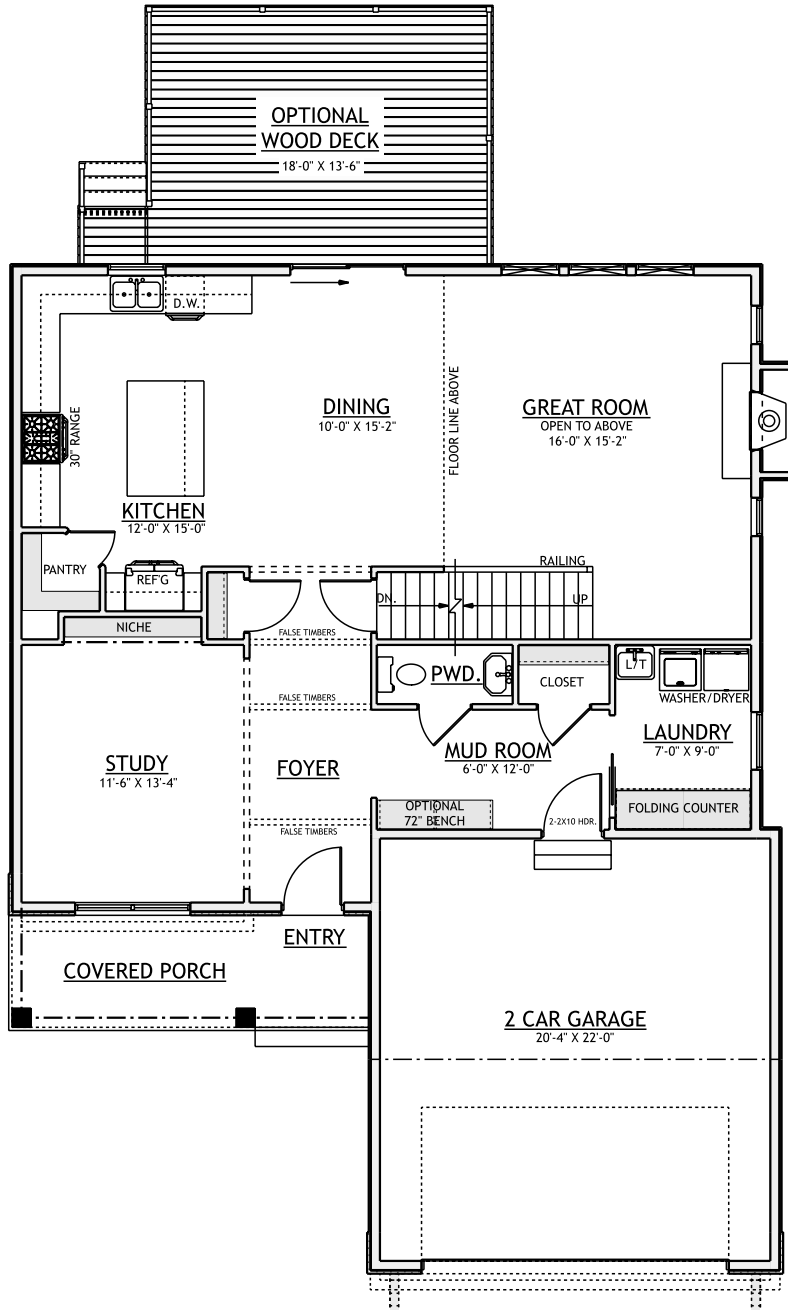 OPTIONAL
WOOD DECK
18'-0" X 13'-6"
D.W.
30" RANGE
DINING
10'-0" X 15'-2"
FLOOR LINE ABOVE
GREAT ROOM
OPEN TO ABOVE
16'-0" X 15'-2"
KITCHEN
12'-0" X 15'-0"
PANTRY
REF'G
RAILING
DN.
UP
NICHE
FALSE TIMBERS
PWD.
CLOSET
L/T
WASHER/DRYER
FALSE TIMBERS
STUDY
11'-6" X 13'-4"
FOYER
MUD ROOM
6'-0" X 12'-0"
LAUNDRY
7'-0" X 9'-0"
OPTIONAL
72" BENCH
2-2X10 HDR.
FOLDING COUNTER
FALSE TIMBERS
ENTRY
COVERED PORCH
2 CAR GARAGE
20'-4" X 22'-0"